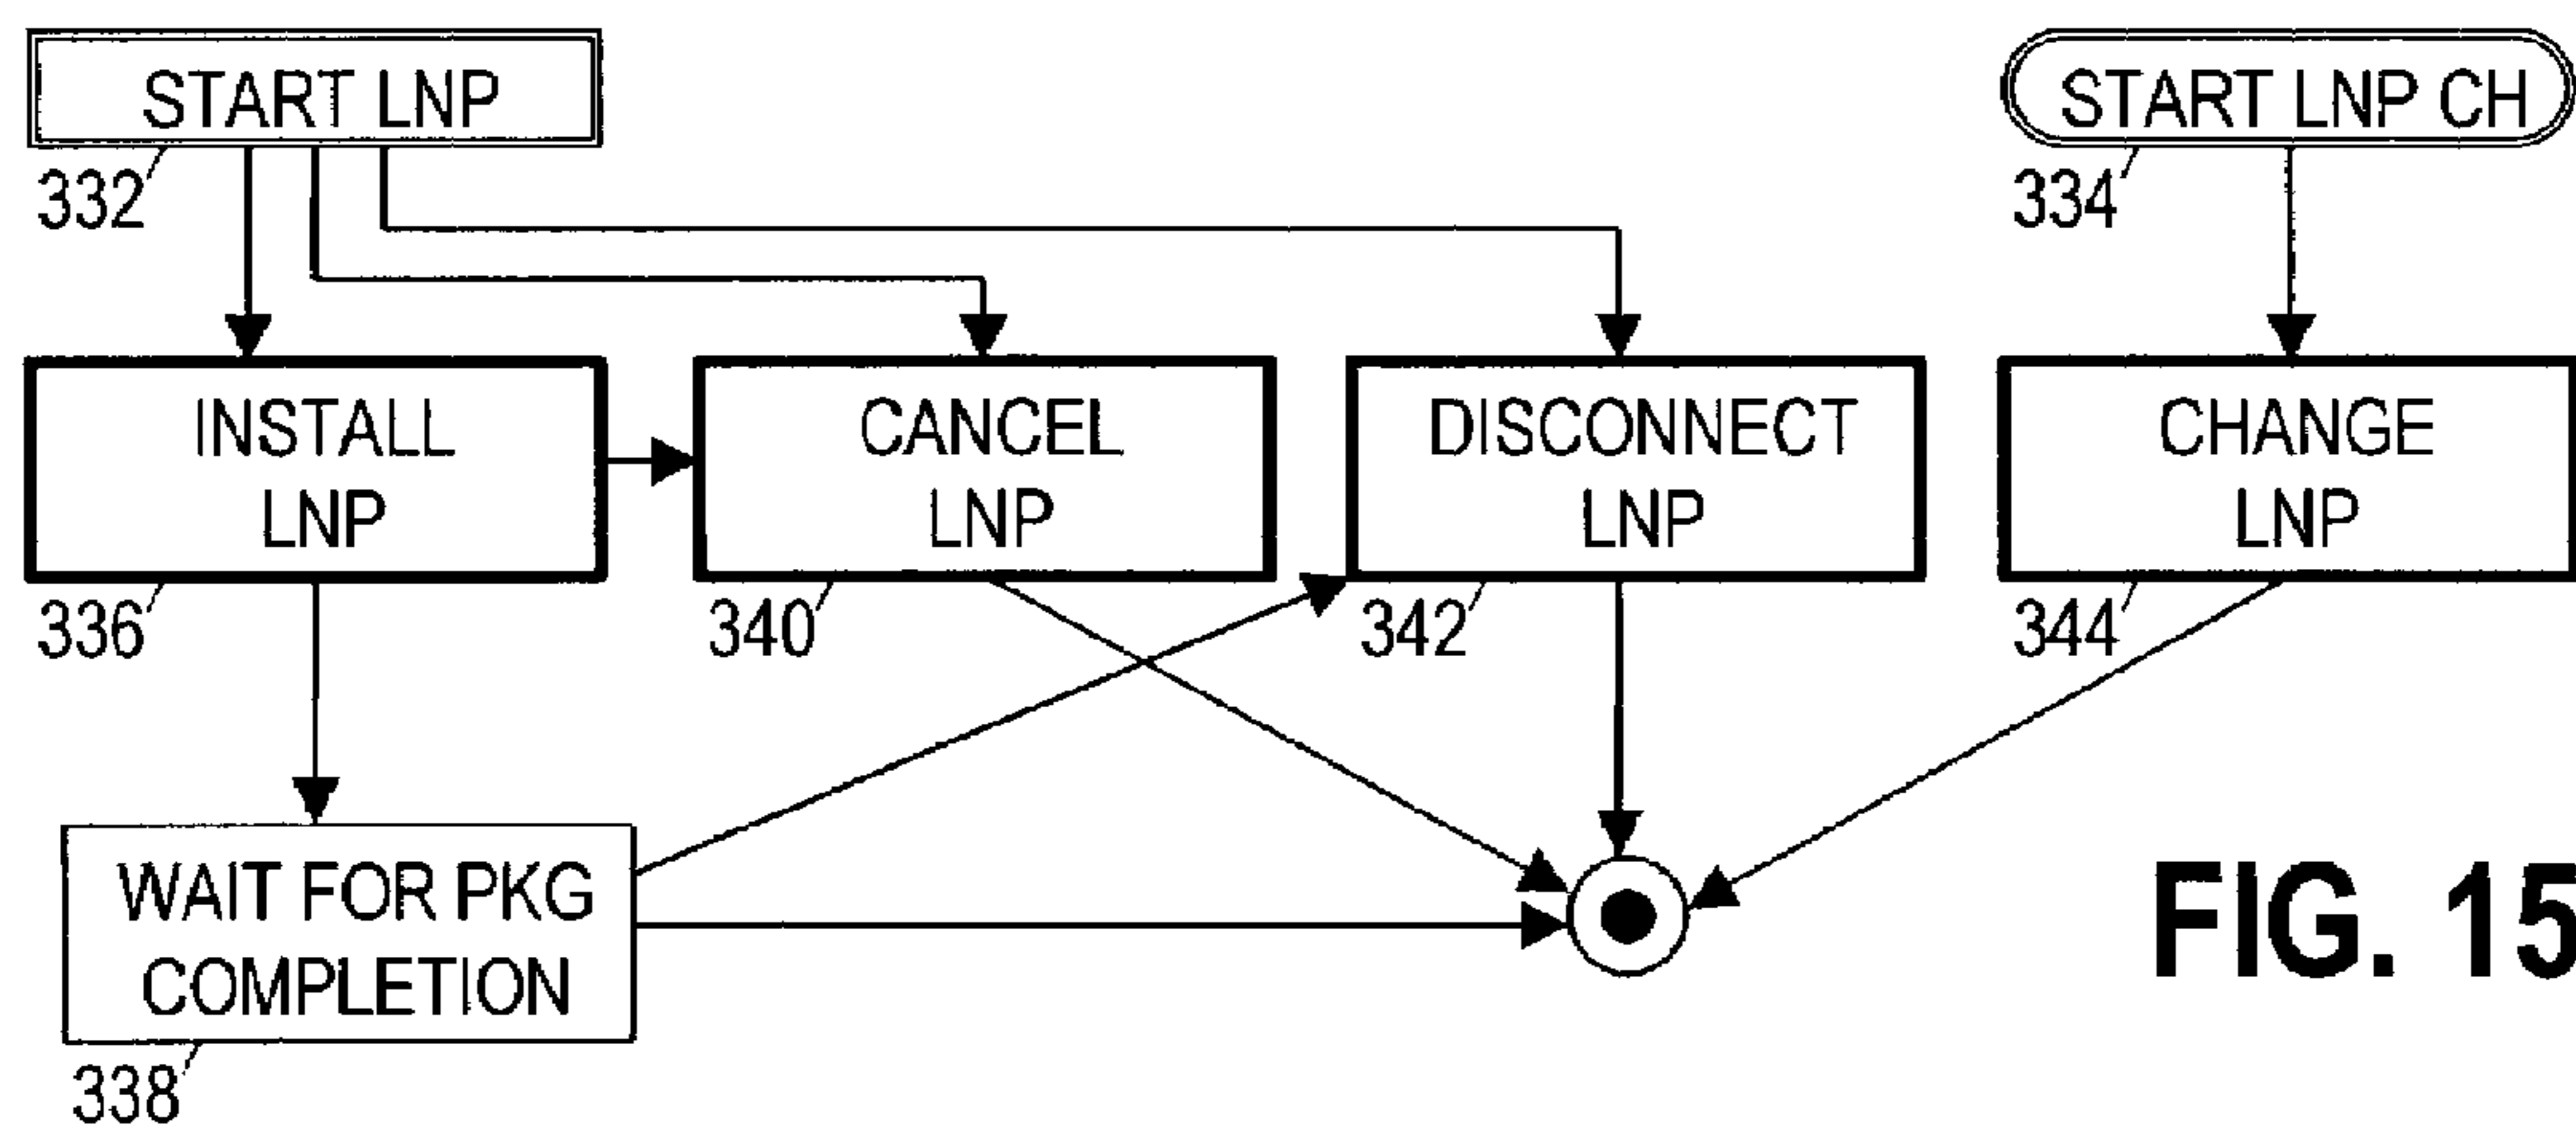 START LNP
START LNP CH
332
334
INSTALL
LNP
CANCEL
LNP
DISCONNECT
LNP
CHANGE
LNP
336
340
342
344
WAIT FOR PKG
COMPLETION
338
FIG. 15